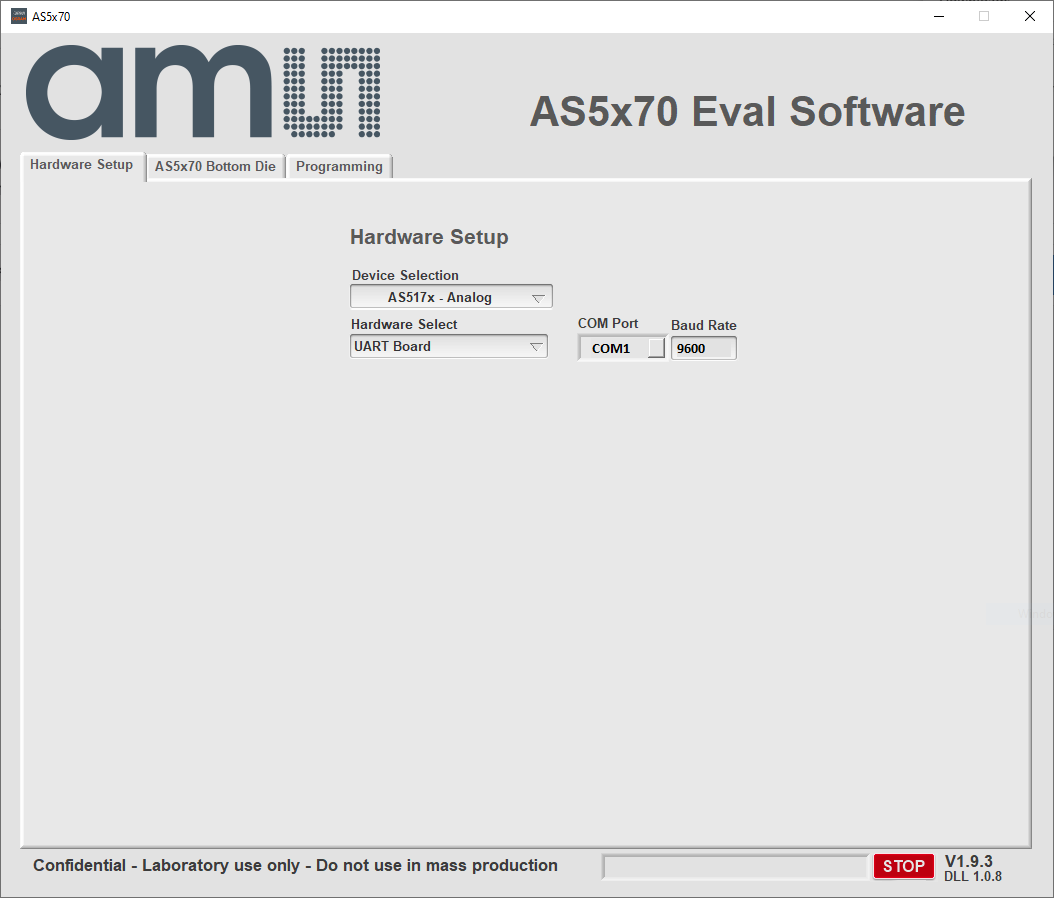 AS5x70
am
AS5x70 Eval Software
Hardware Setup
AS5x70 Bottom Die
Programming
Hardware Setup
Device Selection
AS517x - Analog
Hardware Select
UART Board
COM Port
COM1
Baud Rate
9600
Confidential - Laboratory use only - Do not use in mass production
STOP
V1.9.3
DLL 1.0.8